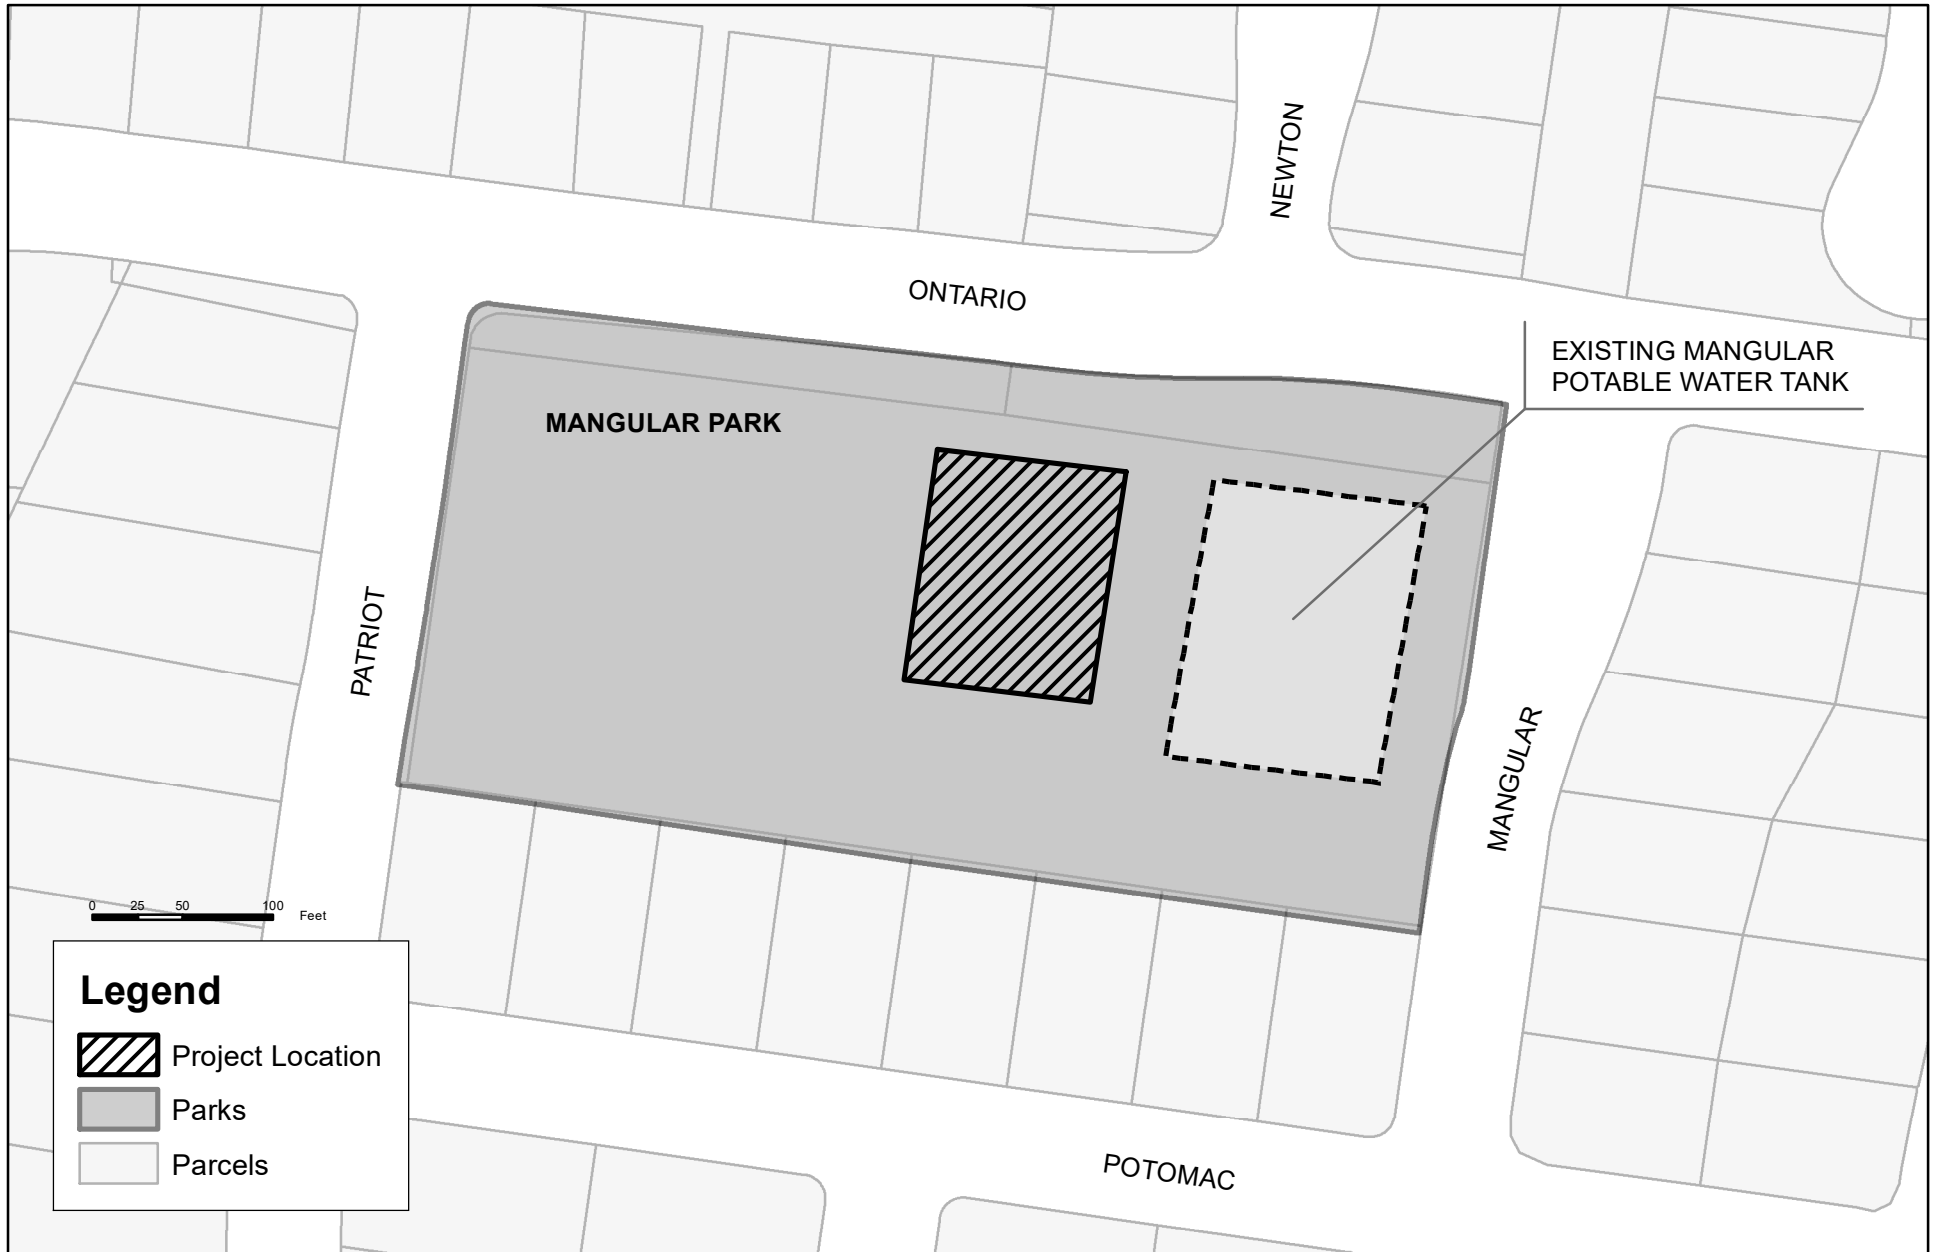 NEWTON
ONTARIO
EXISTING MANGULAR
POTABLE WATER TANK
MANGULAR PARK
PATRIOT
MANGULAR
0 25 50 100 Feet
Legend
Project Location
Parks
Parcels
POTOMAC